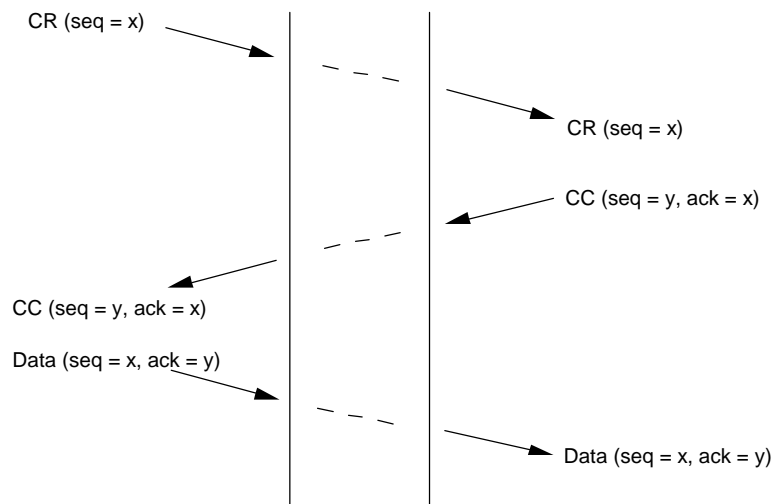 CR (seq = x)
CR (seq = x)
CC (seq = y, ack = x)
CC (seq = y, ack = x)
Data (seq = x, ack = y)
Data (seq = x, ack = y)